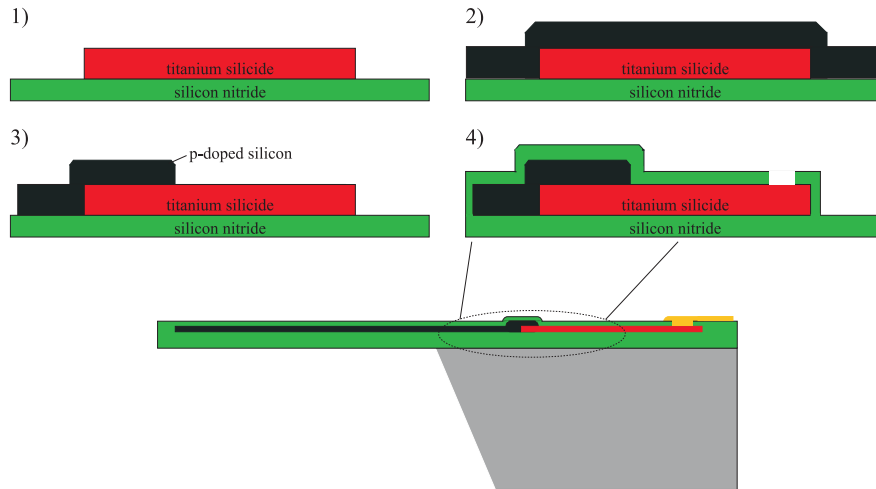 1)
titanium silicide
silicon nitride
2)
titanium silicide
silicon nitride
3)
p-doped silicon
titanium silicide
silicon nitride
4)
titanium silicide
silicon nitride